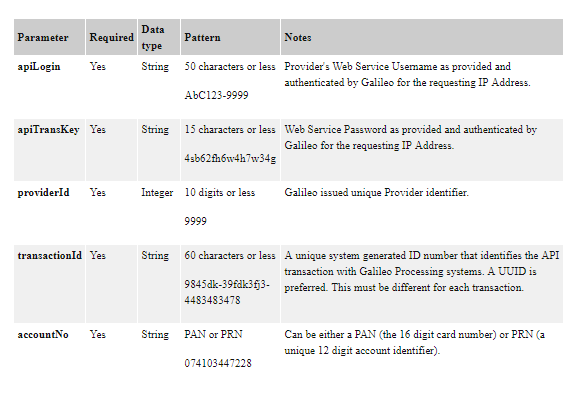 Parameter Required Data type Pattern Notes
apiLogin Yes String 50 characters or less Provider's Web Service Username as provided and
authenticated by Galileo for the requesting IP Address.
AbC123-9999
apiTransKey Yes String 15 characters or less Web Service Password as provided and authenticated by
Galileo for the requesting IP Address.
4sb62fh6w4h7w34g
providerId Yes Integer 10 digits or less Galileo issued unique Provider identifier.
9999
transactionId Yes String 60 characters or less A unique system generated ID number that identifies the API
transaction with Galileo Processing systems. A UUID is
9845dk-39fdk3fj3-
preferred. This must be different for each transaction.
4483483478
accountNo Yes String PAN or PRN Can be either a PAN (the 16 digit card number) or PRN (a
unique 12 digit account identifier).
074103447228